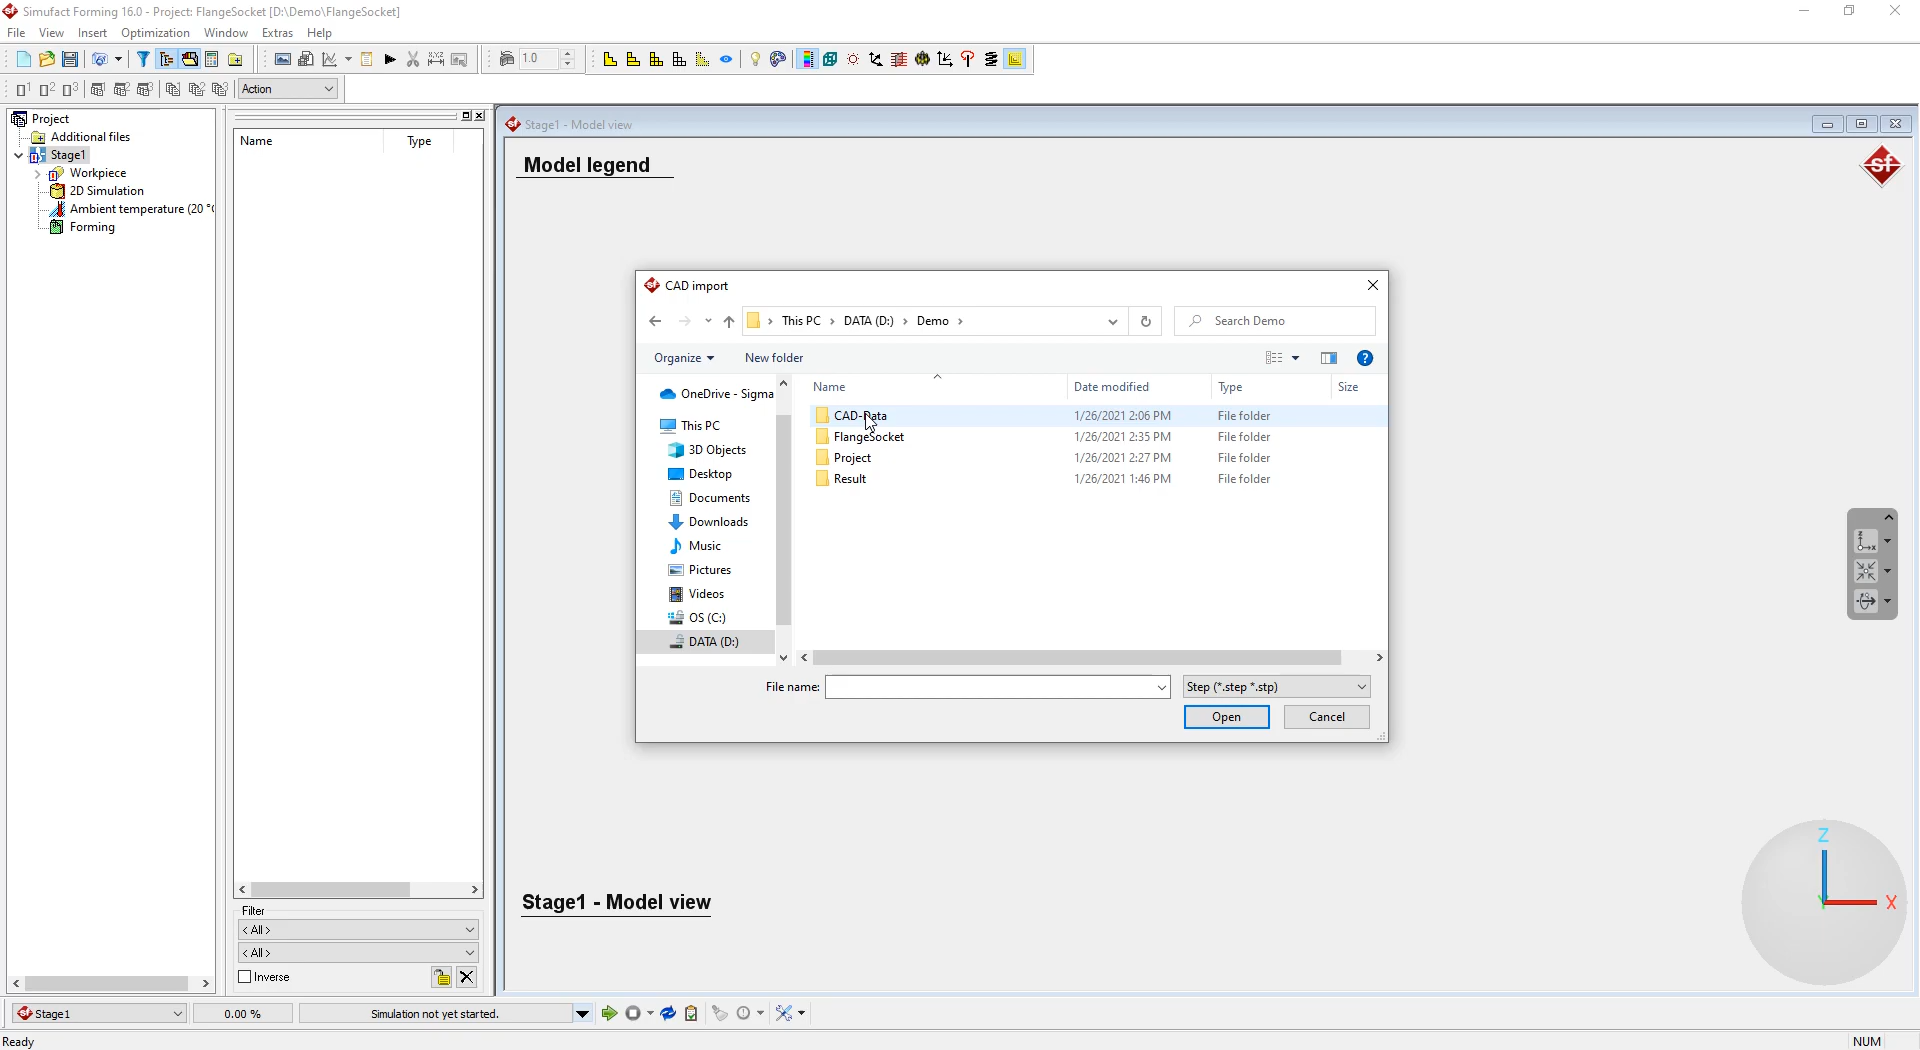 Simufact Forming 16.0 - Project: FlangeSocket [D:\Demo\FlangeSocket]
File View Insert Optimization Window Extras Help
1.0
Action
Project
Additional files
Stage1
Workpiece
2D Simulation
Ambient temperature (20 °
Forming
Name Type
Stage1 - Model view
Model legend
CAD import
This PC > DATA (D:) > Demo >
Search Demo
Organize New folder
Name Date modified Type Size
OneDrive - Sigma
This PC
3D Objects
Desktop
Documents
Downloads
Music
Pictures
Videos
OS (C:)
DATA (D:)
CAD-Data 1/26/2021 2:06 PM File folder
FlangeSocket 1/26/2021 2:35 PM File folder
Project 1/26/2021 2:27 PM File folder
Result 1/26/2021 1:46 PM File folder
File name: Step (*.step *.stp)
Open Cancel
Stage1 - Model view
Z
X
Y
Filter
<All>
<All>
Inverse
Stage1 0.00 % Simulation not yet started.
Ready NUM